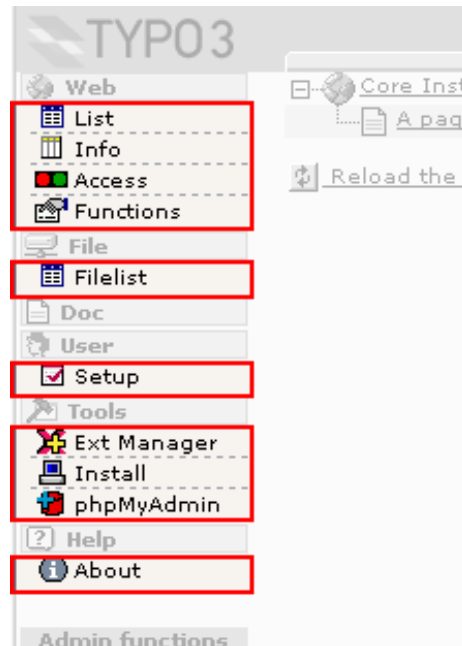 TYPO3
Web
List
Info
Access
Functions
File
Filelist
Doc
User
Setup
Tools
Ext Manager
Install
phpMyAdmin
Help
About
Admin functions
Core Inst
A pag
Reload the